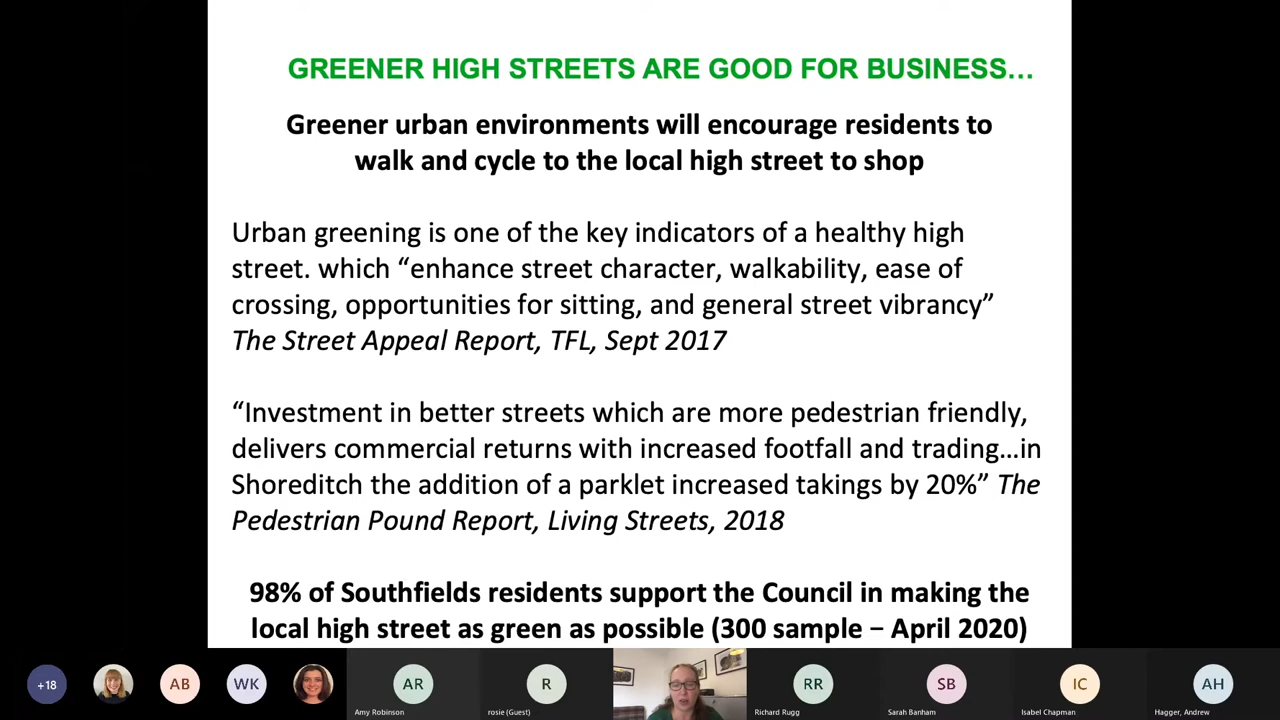 GREENER HIGH STREETS ARE GOOD FOR BUSINESS…
Greener urban environments will encourage residents to
walk and cycle to the local high street to shop
Urban greening is one of the key indicators of a healthy high
street. which “enhance street character, walkability, ease of
crossing, opportunities for sitting, and general street vibrancy”
The Street Appeal Report, TFL, Sept 2017
“Investment in better streets which are more pedestrian friendly,
delivers commercial returns with increased footfall and trading…in
Shoreditch the addition of a parklet increased takings by 20%” The
Pedestrian Pound Report, Living Streets, 2018
98% of Southfields residents support the Council in making the
local high street as green as possible (300 sample – April 2020)
+18
AB
WK
AR
Amy Robinson
R
rosie (Guest)
RR
Richard Rugg
SB
Sarah Banham
IC
Isabel Chapman
AH
Hagger, Andrew